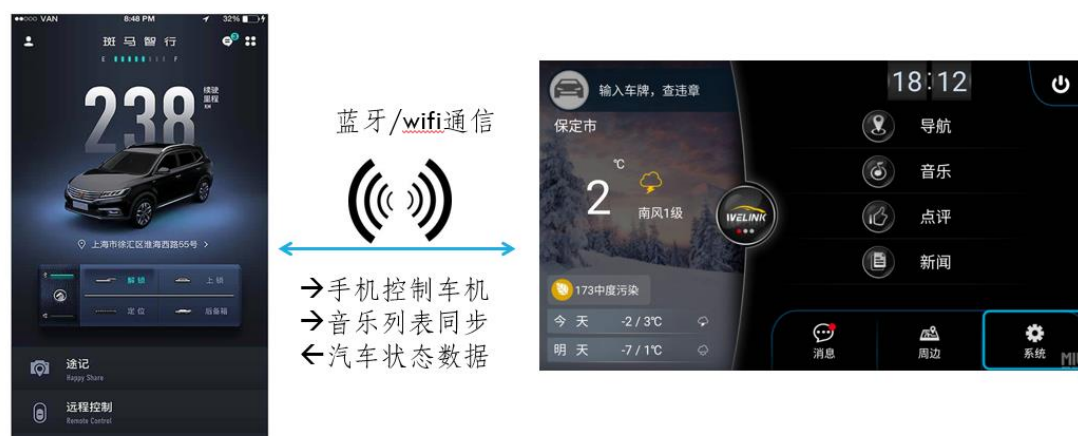 ●●○○○ VAN 8:48 PM 32%
斑马智行
2
E F
238 续驶里程 KM
上海市徐汇区淮海西路55号 >
解锁 上锁
定位 后备箱
途记
Happy Share
远程控制
Remote Control
蓝牙/wifi通信
→手机控制车机
→音乐列表同步
←汽车状态数据
输入车牌，查违章
18:12
保定市
℃
2
南风1级
WELINK
173中度污染
今天 -2 / 3℃
明天 -7 / 1℃
导航
音乐
点评
新闻
消息 周边 系统